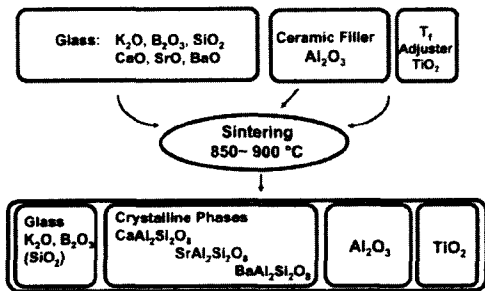 Glass: K₂O, B₂O₃, SiO₂
CaO, SrO, BaO
Ceramic Filler
Al₂O₃
T_f
Adjuster
TiO₂
Sintering
850~ 900 °C
Glass
K₂O, B₂O₃
(SiO₂)
Crystalline Phases
CaAl₂Si₂O₈
SrAl₂Si₂O₈
BaAl₂Si₂O₈
Al₂O₃
TiO₂